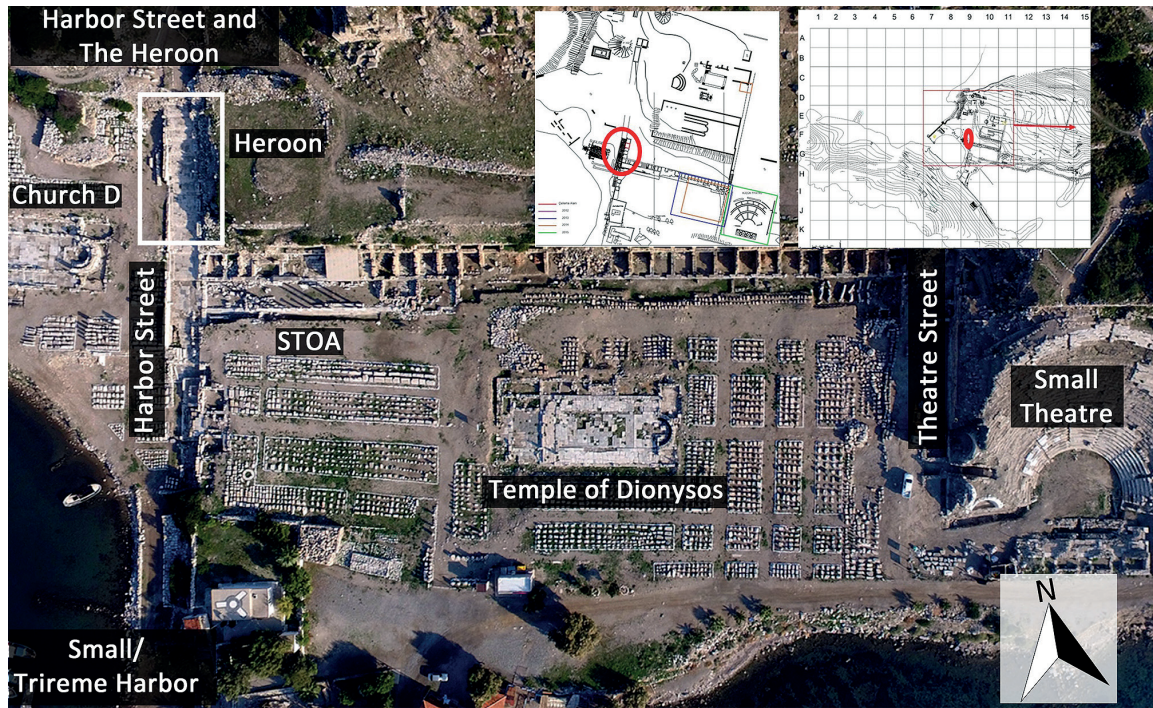 Harbor Street and
The Heroon
Heroon
Church D
Harbor Street
STOA
Theatre Street
Small
Theatre
Temple of Dionysos
Small/
Trireme Harbor
N
1 2 3 4 5 6 7 8 9 10 11 12 13 14 15
A
B
C
D
E
F
G
H
I
J
K